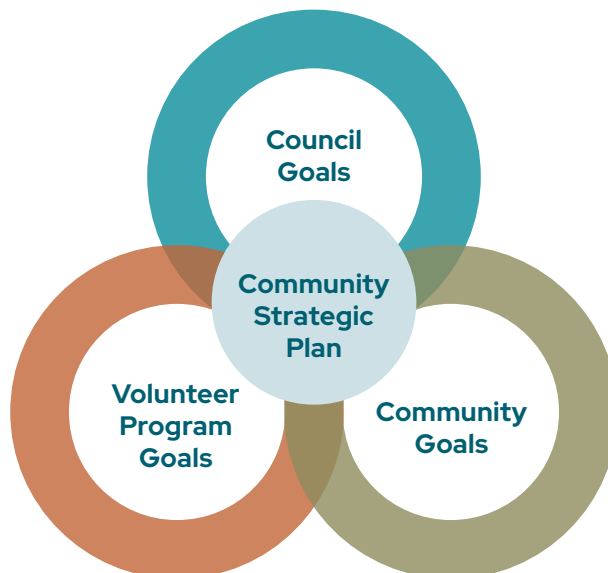 Council
Goals
Community
Strategic
Plan
Volunteer
Program
Goals
Community
Goals